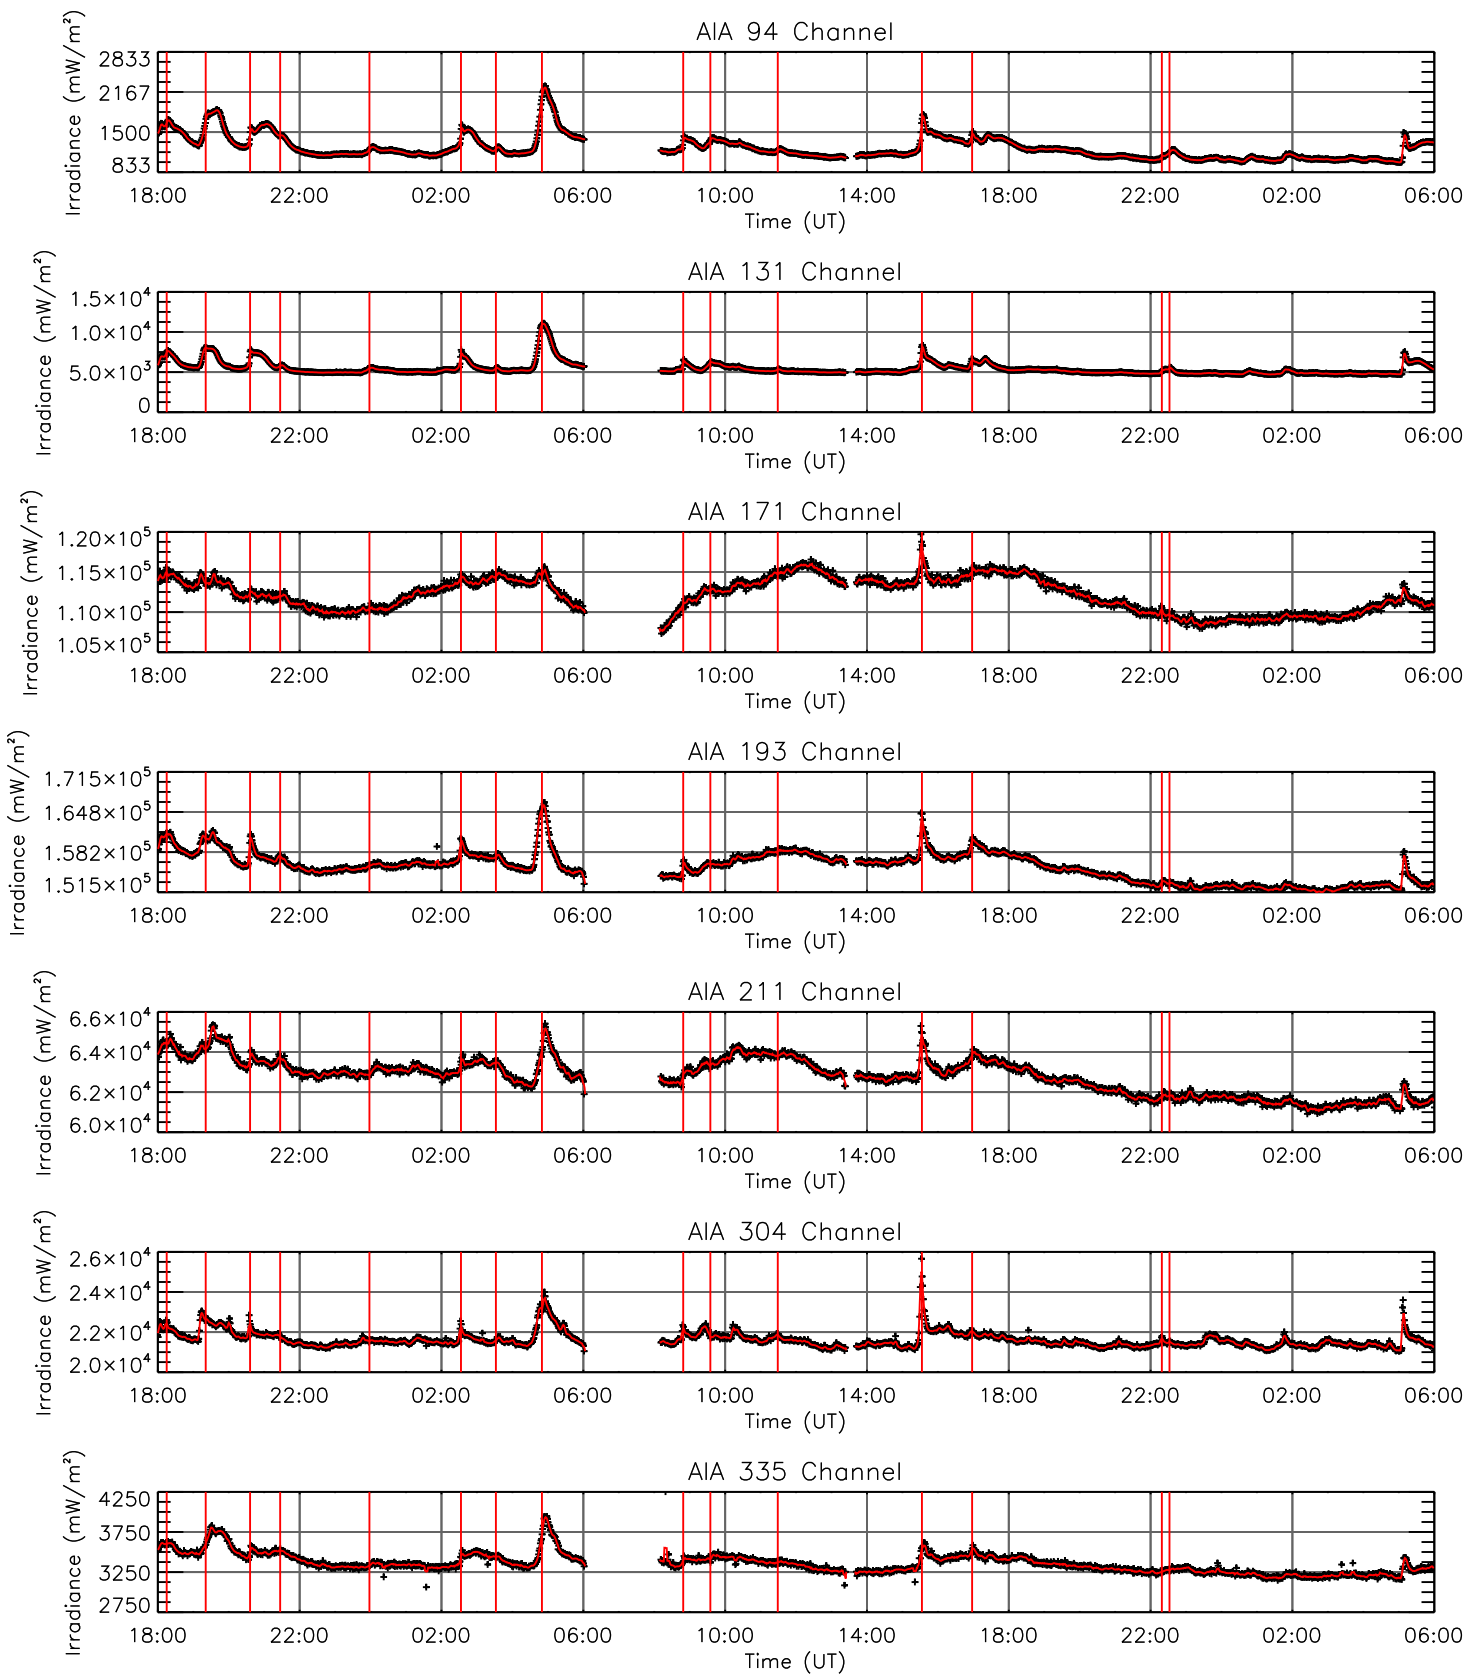 AIA 94 Channel
Irradiance (mW/m²)
2833
2167
1500
833
18:00 22:00 02:00 06:00 10:00 14:00 18:00 22:00 02:00 06:00
Time (UT)
AIA 131 Channel
Irradiance (mW/m²)
1.5×10⁴
1.0×10⁴
5.0×10³
0
18:00 22:00 02:00 06:00 10:00 14:00 18:00 22:00 02:00 06:00
Time (UT)
AIA 171 Channel
Irradiance (mW/m²)
1.20×10⁵
1.15×10⁵
1.10×10⁵
1.05×10⁵
18:00 22:00 02:00 06:00 10:00 14:00 18:00 22:00 02:00 06:00
Time (UT)
AIA 193 Channel
Irradiance (mW/m²)
1.715×10⁵
1.648×10⁵
1.582×10⁵
1.515×10⁵
18:00 22:00 02:00 06:00 10:00 14:00 18:00 22:00 02:00 06:00
Time (UT)
AIA 211 Channel
Irradiance (mW/m²)
6.6×10⁴
6.4×10⁴
6.2×10⁴
6.0×10⁴
18:00 22:00 02:00 06:00 10:00 14:00 18:00 22:00 02:00 06:00
Time (UT)
AIA 304 Channel
Irradiance (mW/m²)
2.6×10⁴
2.4×10⁴
2.2×10⁴
2.0×10⁴
18:00 22:00 02:00 06:00 10:00 14:00 18:00 22:00 02:00 06:00
Time (UT)
AIA 335 Channel
Irradiance (mW/m²)
4250
3750
3250
2750
18:00 22:00 02:00 06:00 10:00 14:00 18:00 22:00 02:00 06:00
Time (UT)